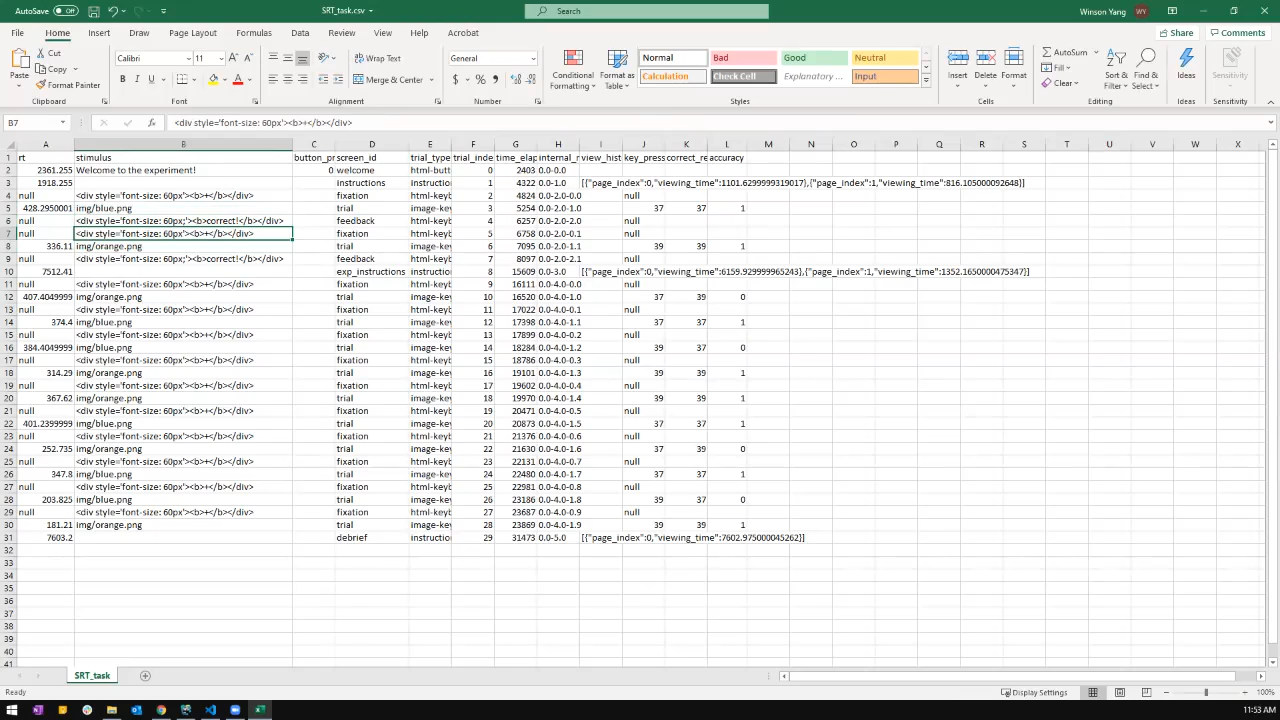 AutoSave Off SRT_task.csv Search Winson Yang WY
File Home Insert Draw Page Layout Formulas Data Review View Help Acrobat Share Comments
Paste Cut Copy Format Painter Clipboard
Calibri 11 B I U Font
Wrap Text Merge & Center Alignment
General $ % Number
Conditional Formatting Format as Table
Normal Bad Good Neutral
Calculation Check Cell Explanatory ... Input
Styles
Insert Delete Format Cells
AutoSum Fill Clear Sort & Filter Find & Select Editing
Ideas Ideas Sensitivity Sensitivity
B7 fx <div style='font-size: 60px'><b>+</b></div>
A B C D E F G H I J K L M N O P Q R S T U V W X
1 rt stimulus button_pr screen_id trial_type trial_inde time_elap internal_r view_hist key_press correct_re accuracy
2 2361.255 Welcome to the experiment! 0 welcome html-butt 0 2403 0.0-0.0
3 1918.255 instructions instructio 1 4322 0.0-1.0 [{"page_index":0,"viewing_time":1101.6299999319017},{"page_index":1,"viewing_time":816.105000092648}]
4 null <div style='font-size: 60px'><b>+</b></div> fixation html-keyb 2 4824 0.0-2.0-0.0 null
5 428.2950001 img/blue.png trial image-key 3 5254 0.0-2.0-1.0 37 37 1
6 null <div style='font-size: 60px;'><b>correct!</b></div> feedback html-keyb 4 6257 0.0-2.0-2.0 null
7 null <div style='font-size: 60px'><b>+</b></div> fixation html-keyb 5 6758 0.0-2.0-0.1 null
8 336.11 img/orange.png trial image-key 6 7095 0.0-2.0-1.1 39 39 1
9 null <div style='font-size: 60px;'><b>correct!</b></div> feedback html-keyb 7 8097 0.0-2.0-2.1 null
10 7512.41 exp_instructions instructio 8 15609 0.0-3.0 [{"page_index":0,"viewing_time":6159.929999965243},{"page_index":1,"viewing_time":1352.1650000475347}]
11 null <div style='font-size: 60px'><b>+</b></div> fixation html-keyb 9 16111 0.0-4.0-0.0 null
12 407.4049999 img/orange.png trial image-key 10 16520 0.0-4.0-1.0 37 39 0
13 null <div style='font-size: 60px'><b>+</b></div> fixation html-keyb 11 17022 0.0-4.0-0.1 null
14 374.4 img/blue.png trial image-key 12 17398 0.0-4.0-1.1 37 37 1
15 null <div style='font-size: 60px'><b>+</b></div> fixation html-keyb 13 17899 0.0-4.0-0.2 null
16 384.4049999 img/blue.png trial image-key 14 18284 0.0-4.0-1.2 39 37 0
17 null <div style='font-size: 60px'><b>+</b></div> fixation html-keyb 15 18786 0.0-4.0-0.3 null
18 314.29 img/orange.png trial image-key 16 19101 0.0-4.0-1.3 39 39 1
19 null <div style='font-size: 60px'><b>+</b></div> fixation html-keyb 17 19602 0.0-4.0-0.4 null
20 367.62 img/orange.png trial image-key 18 19970 0.0-4.0-1.4 39 39 1
21 null <div style='font-size: 60px'><b>+</b></div> fixation html-keyb 19 20471 0.0-4.0-0.5 null
22 401.2399999 img/blue.png trial image-key 20 20873 0.0-4.0-1.5 37 37 1
23 null <div style='font-size: 60px'><b>+</b></div> fixation html-keyb 21 21376 0.0-4.0-0.6 null
24 252.735 img/orange.png trial image-key 22 21630 0.0-4.0-1.6 37 39 0
25 null <div style='font-size: 60px'><b>+</b></div> fixation html-keyb 23 22131 0.0-4.0-0.7 null
26 347.8 img/blue.png trial image-key 24 22480 0.0-4.0-1.7 37 37 1
27 null <div style='font-size: 60px'><b>+</b></div> fixation html-keyb 25 22981 0.0-4.0-0.8 null
28 203.825 img/blue.png trial image-key 26 23186 0.0-4.0-1.8 39 37 0
29 null <div style='font-size: 60px'><b>+</b></div> fixation html-keyb 27 23687 0.0-4.0-0.9 null
30 181.21 img/orange.png trial image-key 28 23869 0.0-4.0-1.9 39 39 1
31 7603.2 debrief instructio 29 31473 0.0-5.0 [{"page_index":0,"viewing_time":7602.975000045262}]
32
33
34
35
36
37
38
39
40
41
SRT_task
Ready Display Settings 100%
11:53 AM